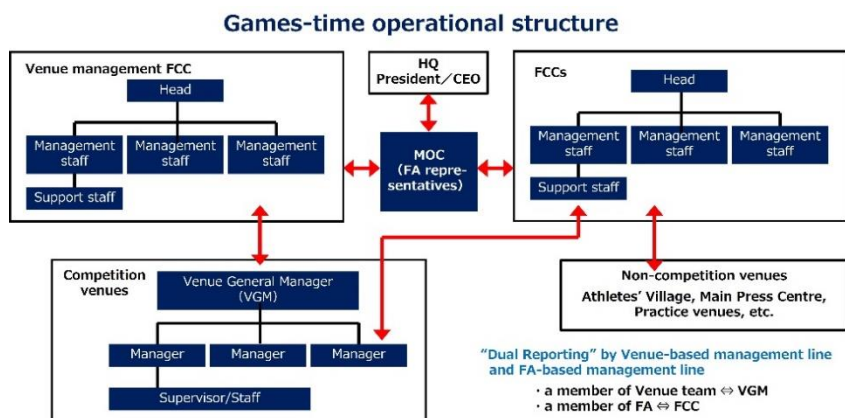 Games-time operational structure
Venue management FCC
Head
Management
staff
Management
staff
Management
staff
Support staff
HQ
President／CEO
MOC
(FA repre-
sentatives)
FCCs
Head
Management
staff
Management
staff
Management
staff
Support staff
Competition
venues
Venue General Manager
(VGM)
Manager
Manager
Manager
Supervisor/Staff
Non-competition venues
Athletes’ Village, Main Press Centre,
Practice venues, etc.
“Dual Reporting” by Venue-based management line
and FA-based management line
・a member of Venue team ⇔ VGM
・a member of FA ⇔ FCC